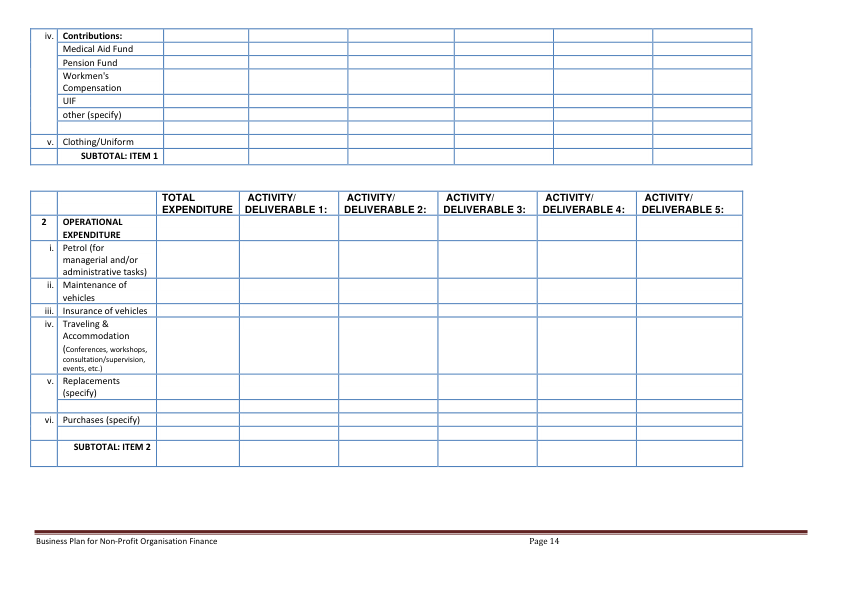 iv. Contributions:
Medical Aid Fund
Pension Fund
Workmen's
Compensation
UIF
other (specify)
v. Clothing/Uniform
SUBTOTAL: ITEM 1
TOTAL EXPENDITURE ACTIVITY/ DELIVERABLE 1: ACTIVITY/ DELIVERABLE 2: ACTIVITY/ DELIVERABLE 3: ACTIVITY/ DELIVERABLE 4: ACTIVITY/ DELIVERABLE 5:
2 OPERATIONAL
EXPENDITURE
i. Petrol (for
managerial and/or
administrative tasks)
ii. Maintenance of
vehicles
iii. Insurance of vehicles
iv. Traveling &
Accommodation
(Conferences, workshops,
consultation/supervision,
events, etc.)
v. Replacements
(specify)
vi. Purchases (specify)
SUBTOTAL: ITEM 2
Business Plan for Non-Profit Organisation Finance Page 14